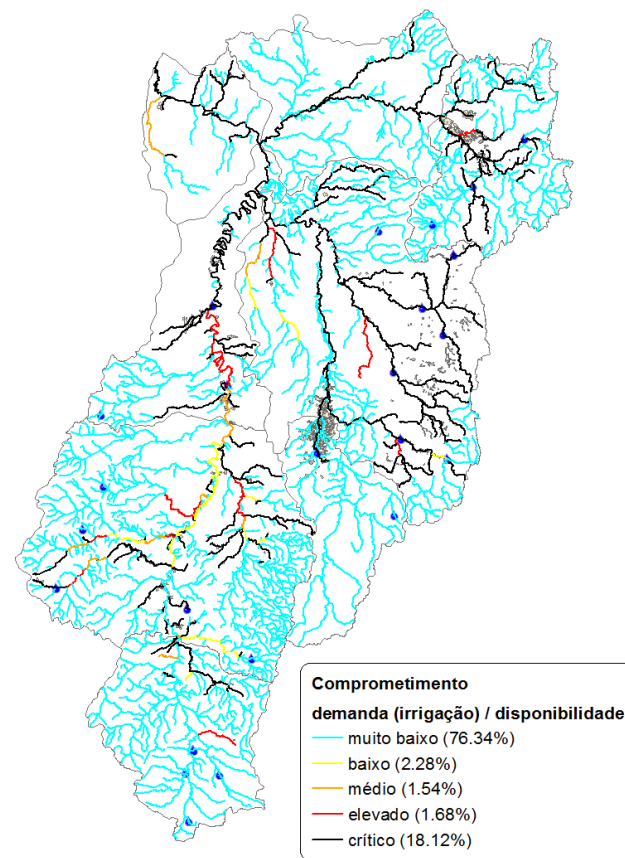 Comprometimento
demanda (irrigação) / disponibilidade
muito baixo (76.34%)
baixo (2.28%)
médio (1.54%)
elevado (1.68%)
crítico (18.12%)